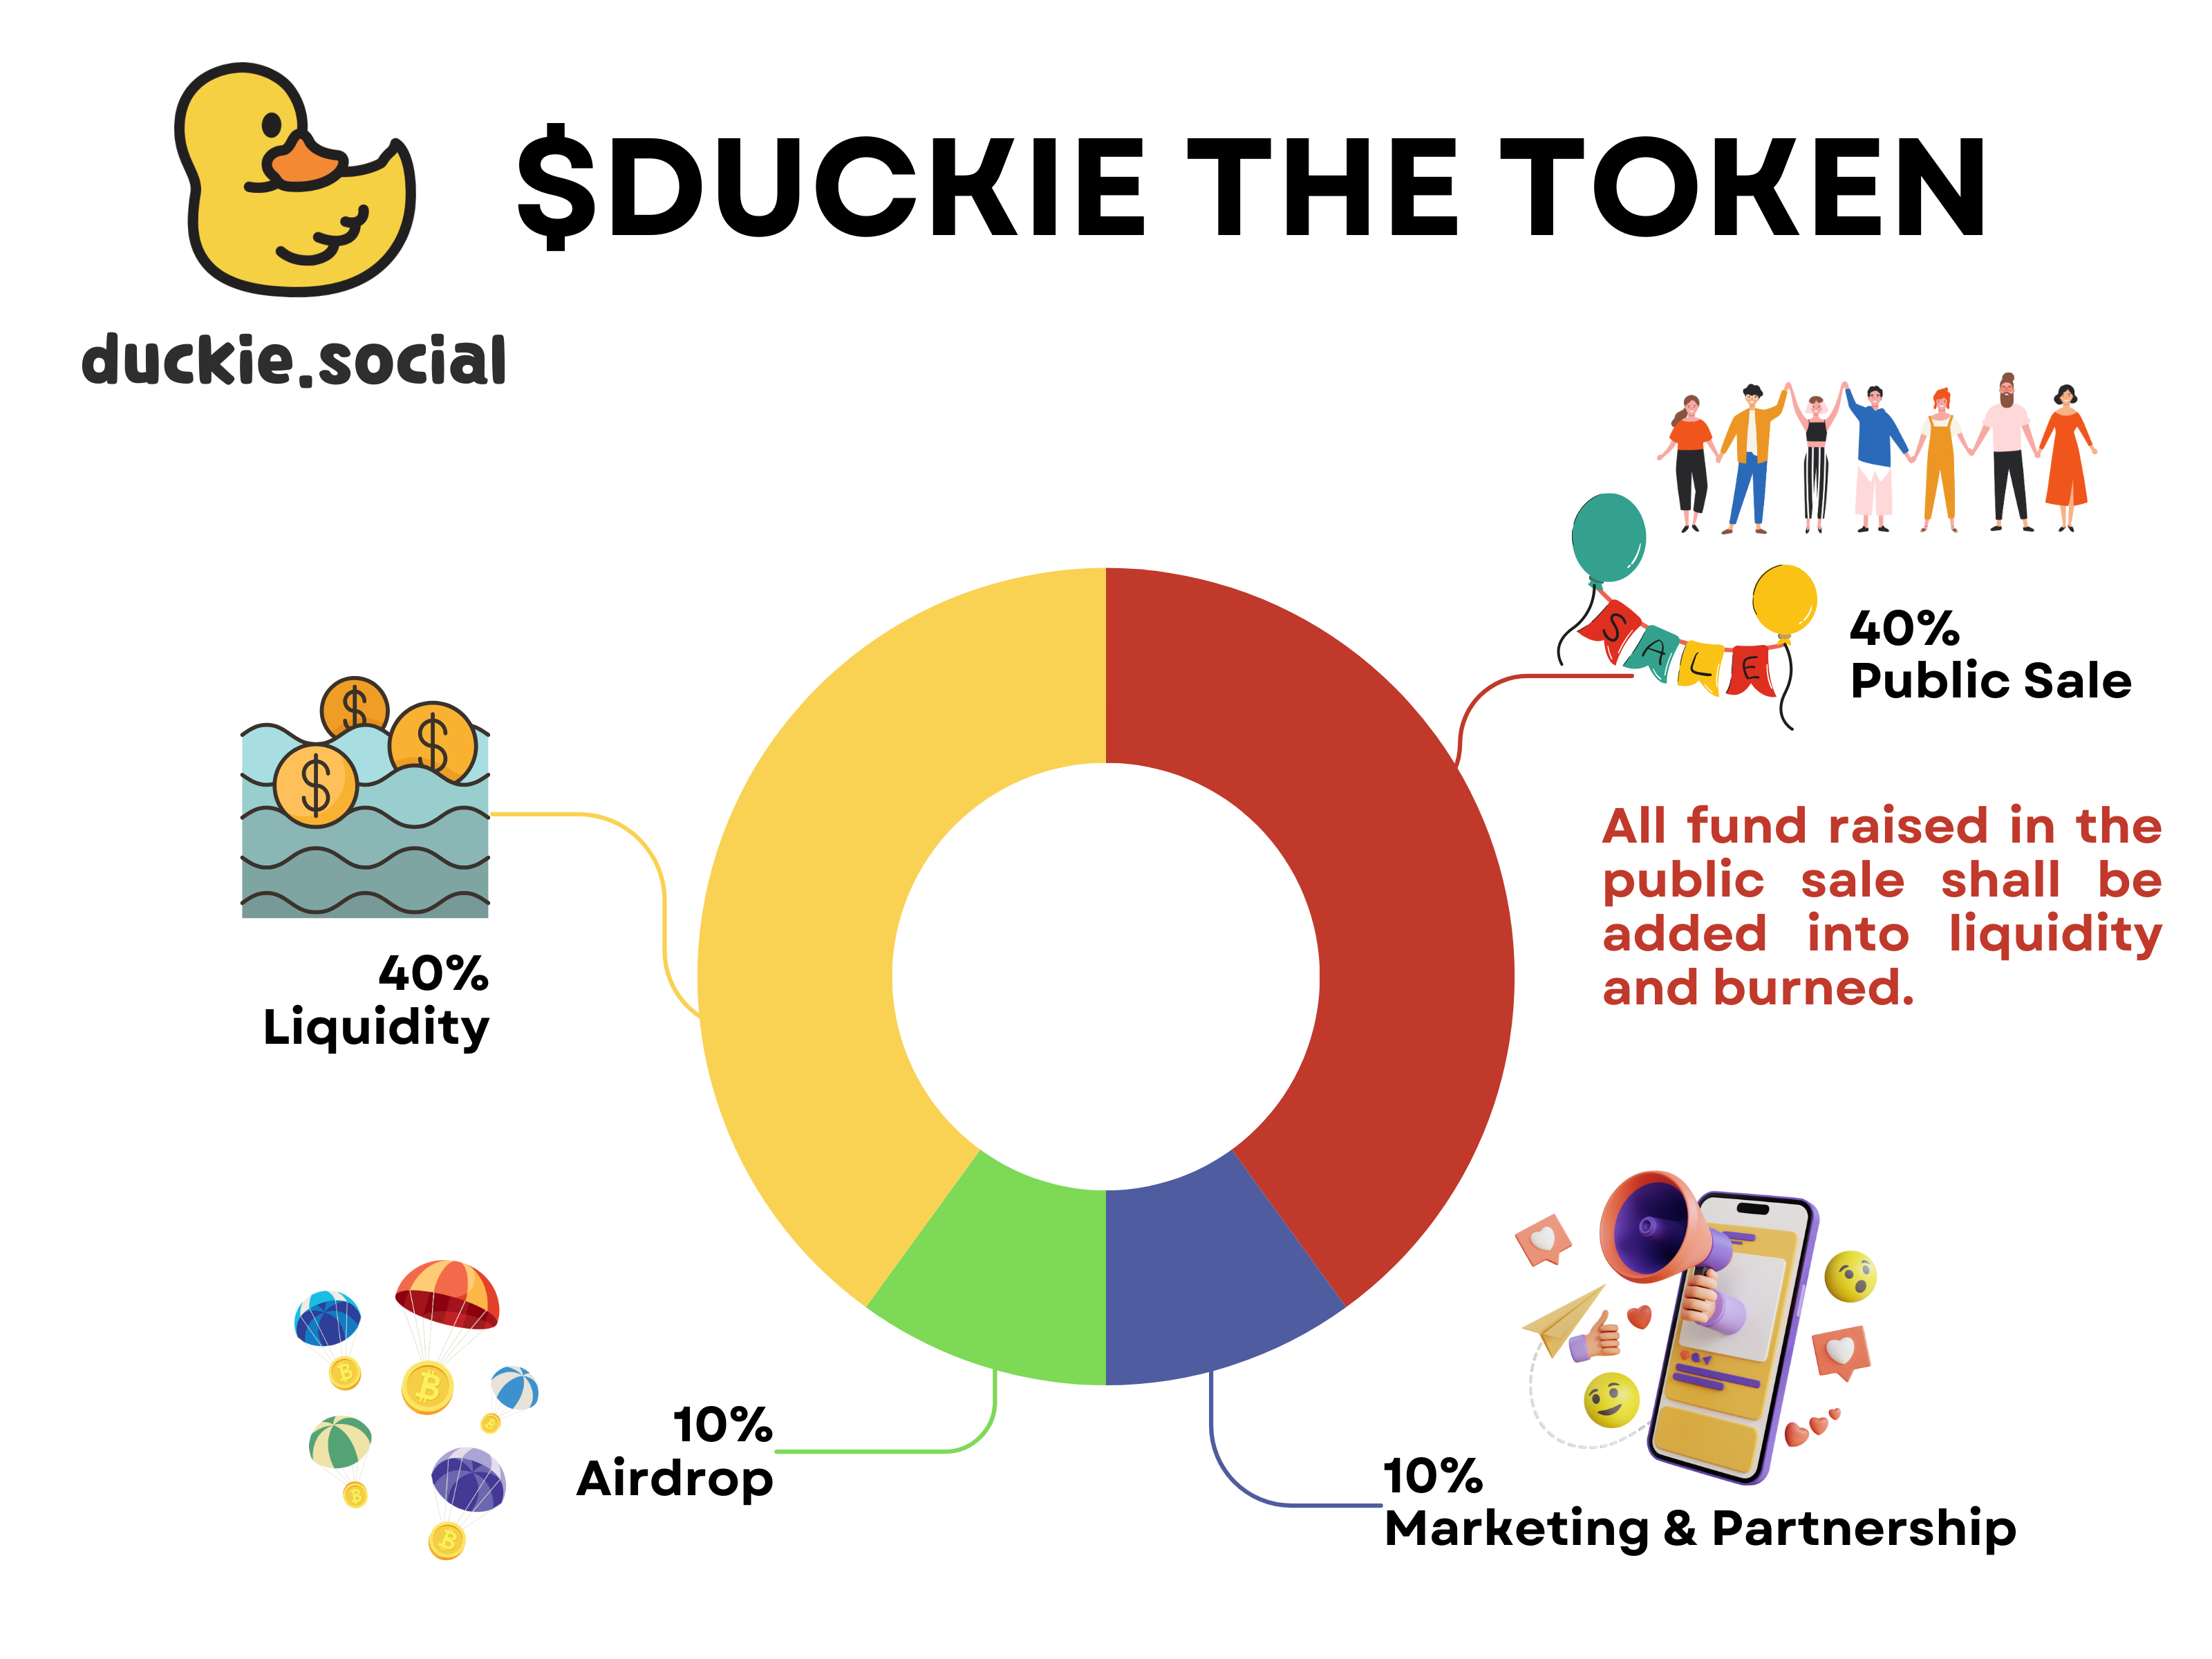 $DUCKIE THE TOKEN
duckie.social
SALE
40%
Public Sale
All fund raised in the
public sale shall be
added into liquidity
and burned.
40%
Liquidity
10%
Airdrop
10%
Marketing & Partnership